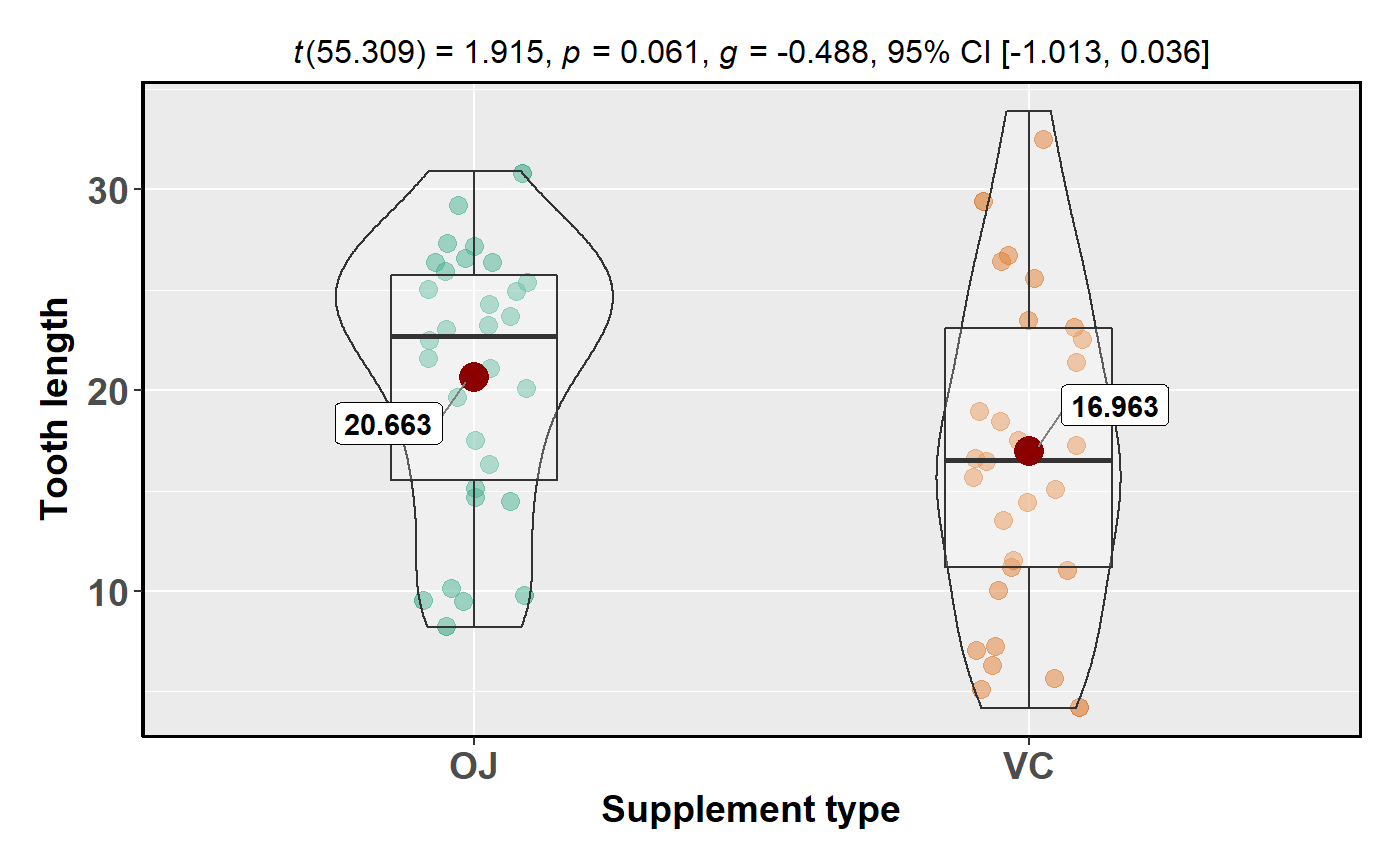 t(55.309) = 1.915, p = 0.061, g = -0.488, 95% CI [-1.013, 0.036]
Tooth length
30
20
10
20.663
16.963
OJ
VC
Supplement type